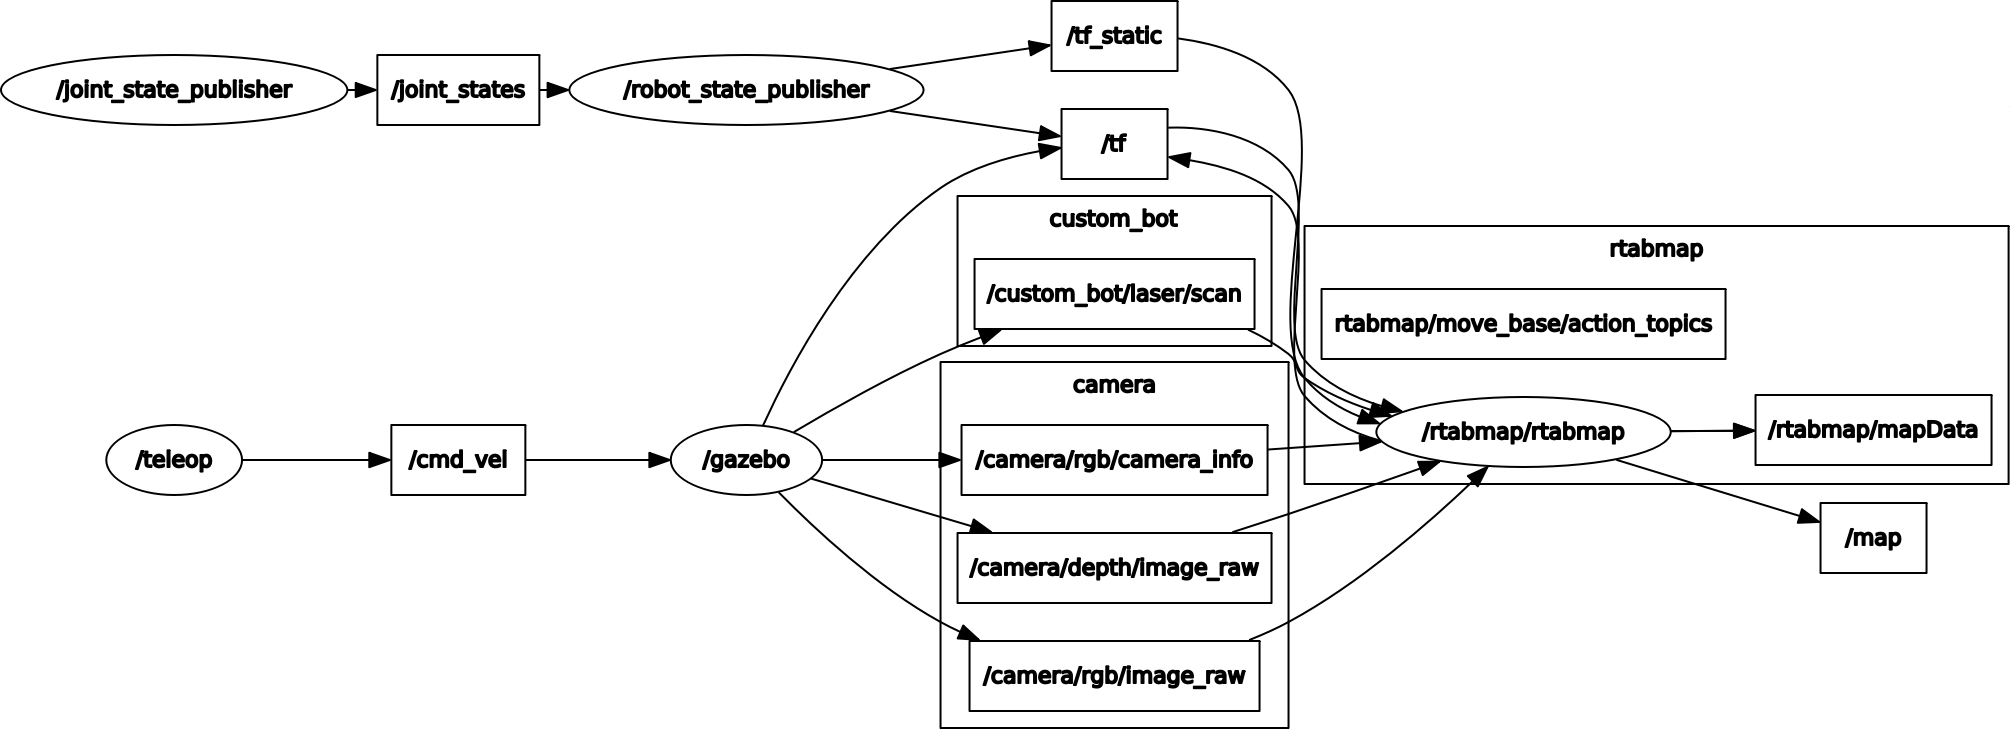 /tf_static
/joint_state_publisher
/joint_states
/robot_state_publisher
/tf
custom_bot
/custom_bot/laser/scan
rtabmap
rtabmap/move_base/action_topics
camera
/teleop
/cmd_vel
/gazebo
/camera/rgb/camera_info
/rtabmap/rtabmap
/rtabmap/mapData
/camera/depth/image_raw
/map
/camera/rgb/image_raw